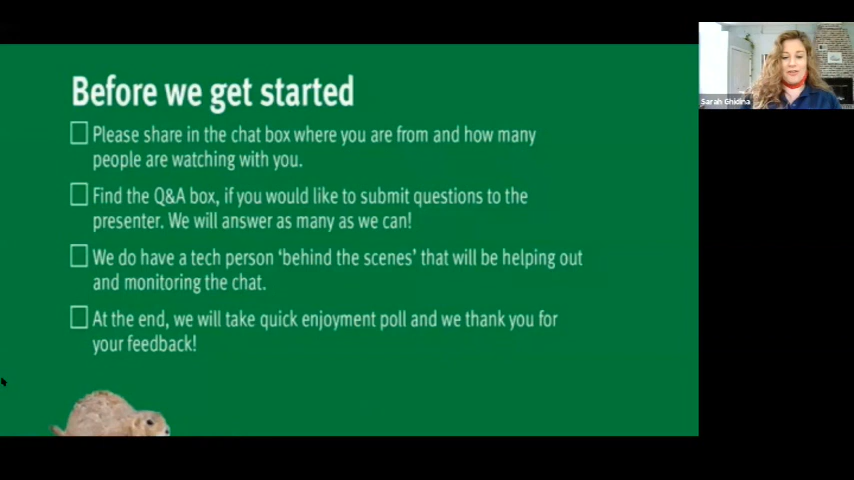 Before we get started
Please share in the chat box where you are from and how many
people are watching with you.
Find the Q&A box, if you would like to submit questions to the
presenter. We will answer as many as we can!
We do have a tech person ‘behind the scenes’ that will be helping out
and monitoring the chat.
At the end, we will take quick enjoyment poll and we thank you for
your feedback!
Sarah Ghidina